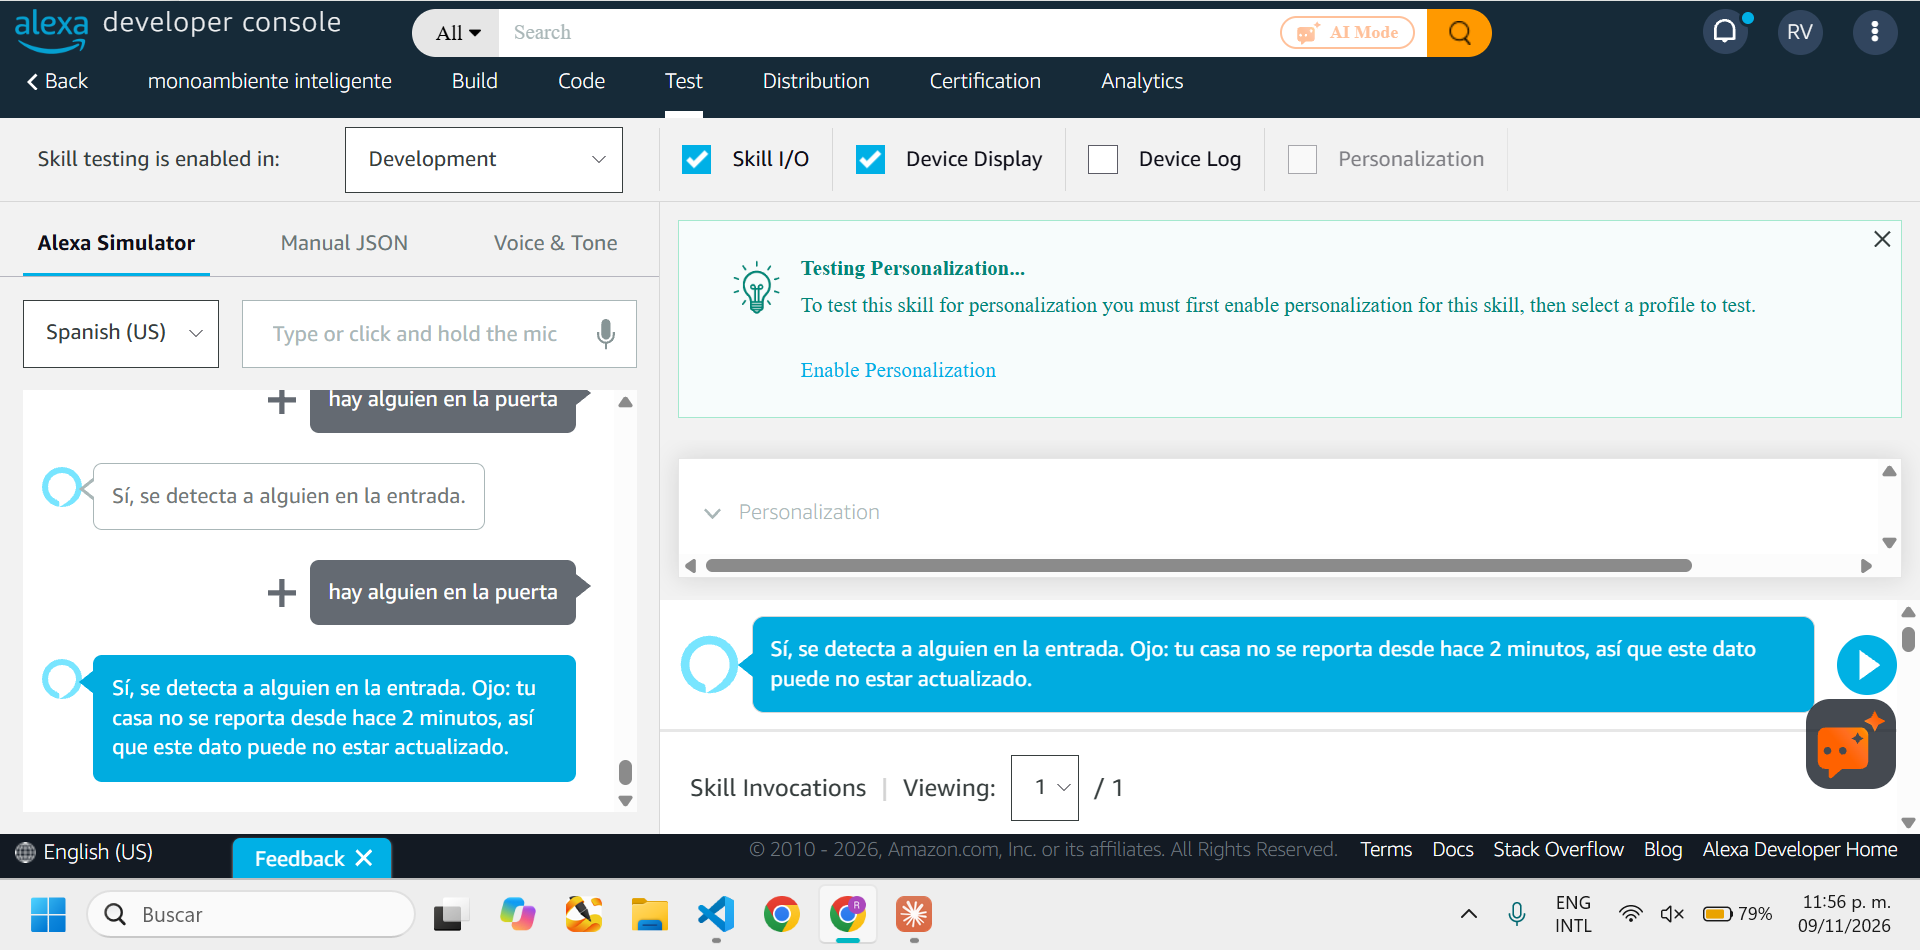 alexa developer console
All
Search
AI Mode
RV
Back
monoambiente inteligente
Build
Code
Test
Distribution
Certification
Analytics
Skill testing is enabled in:
Development
Skill I/O
Device Display
Device Log
Personalization
Alexa Simulator
Manual JSON
Voice & Tone
Spanish (US)
Type or click and hold the mic
hay alguien en la puerta
Sí, se detecta a alguien en la entrada.
hay alguien en la puerta
Sí, se detecta a alguien en la entrada. Ojo: tu
casa no se reporta desde hace 2 minutos, así
que este dato puede no estar actualizado.
Testing Personalization...
To test this skill for personalization you must first enable personalization for this skill, then select a profile to test.
Enable Personalization
Personalization
Sí, se detecta a alguien en la entrada. Ojo: tu casa no se reporta desde hace 2 minutos, así que este dato
puede no estar actualizado.
Skill Invocations | Viewing: 1 / 1
English (US)
Feedback
© 2010 - 2026, Amazon.com, Inc. or its affiliates. All Rights Reserved.
Terms
Docs
Stack Overflow
Blog
Alexa Developer Home
Buscar
R
ENG
INTL
79%
11:56 p. m.
09/11/2026